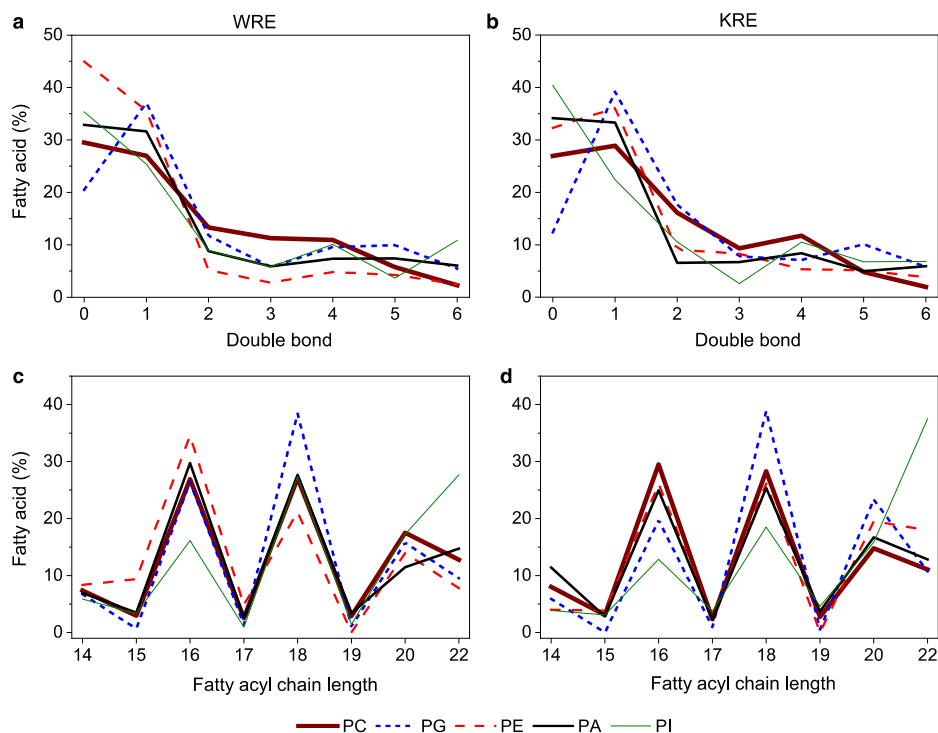 a WRE
50
40
30
20
10
0
Fatty acid (%)
0 1 2 3 4 5 6
Double bond
b KRE
50
40
30
20
10
0
0 1 2 3 4 5 6
Double bond
c
40
30
20
10
0
Fatty acid (%)
14 15 16 17 18 19 20 22
Fatty acyl chain length
d
40
30
20
10
0
14 15 16 17 18 19 20 22
Fatty acyl chain length
PC PG PE PA PI